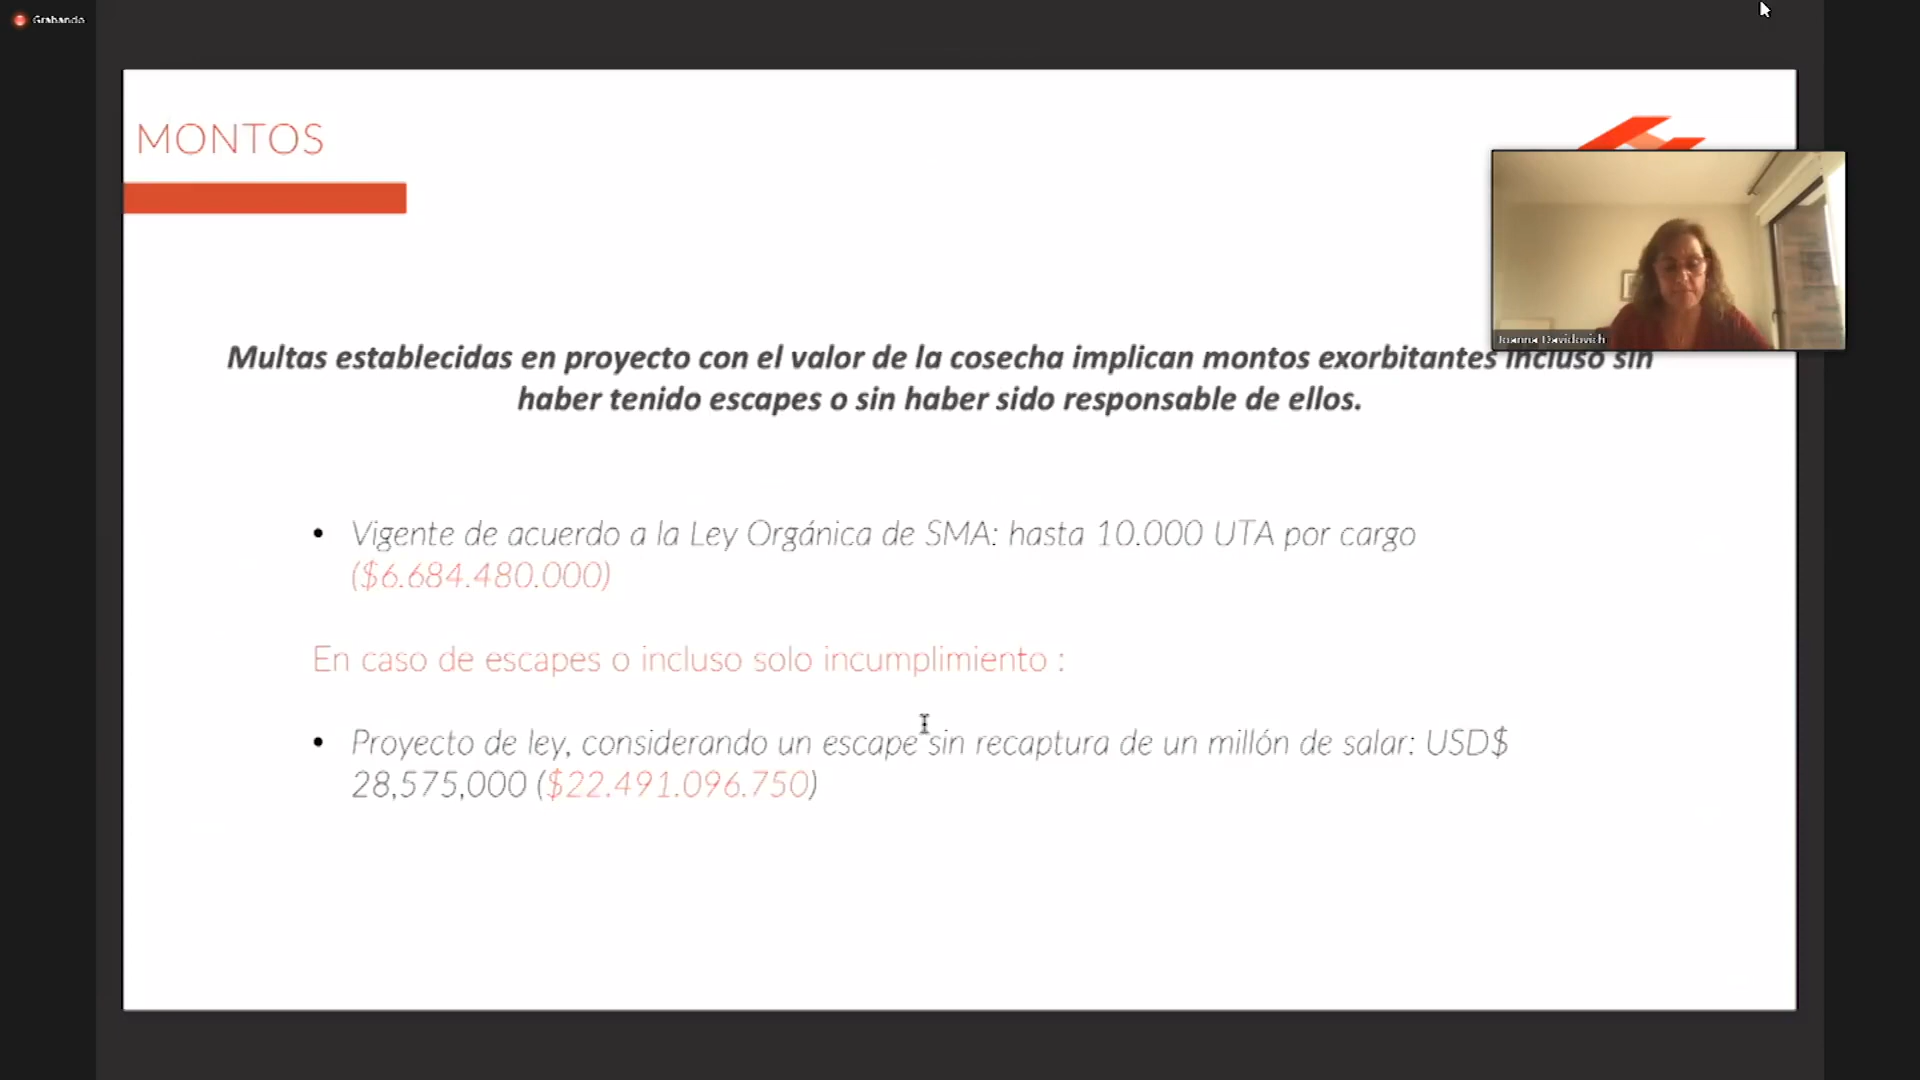 Grabando
MONTOS
Joanna Davidovich
Multas establecidas en proyecto con el valor de la cosecha implican montos exorbitantes incluso sin
haber tenido escapes o sin haber sido responsable de ellos.
• Vigente de acuerdo a la Ley Orgánica de SMA: hasta 10.000 UTA por cargo
($6.684.480.000)
En caso de escapes o incluso solo incumplimiento :
• Proyecto de ley, considerando un escape sin recaptura de un millón de salar: USD$
28,575,000 ($22.491.096.750)